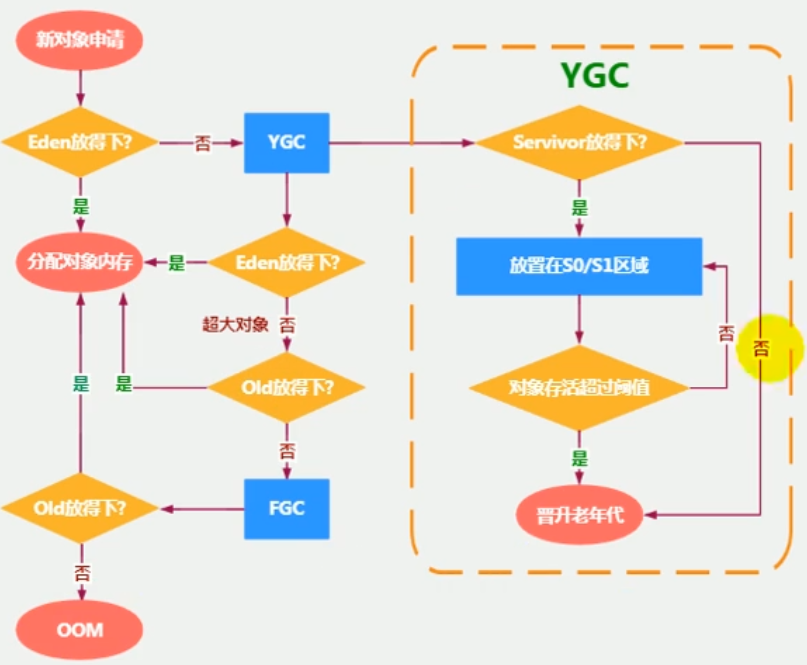 新对象申请
YGC
Eden放得下?
否
YGC
Servivor放得下?
是
是
分配对象内存
是
Eden放得下?
放置在S0/S1区域
超大对象
否
否
否
是
是
Old放得下?
对象存活超过阈值
否
是
Old放得下?
FGC
晋升老年代
否
OOM